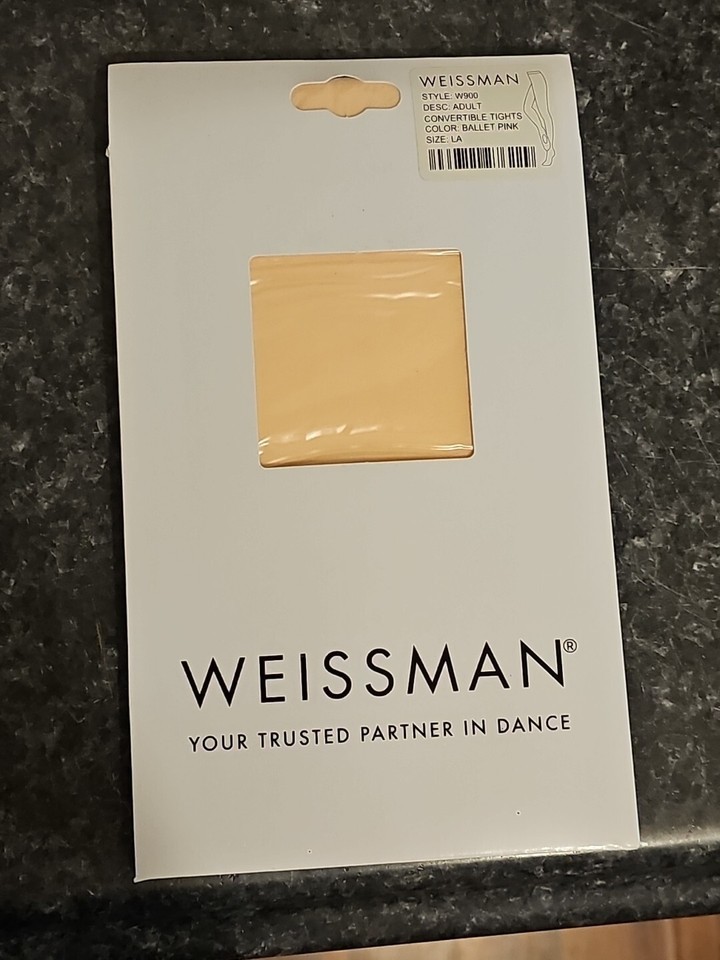 WEISSMAN
STYLE: W900
DESC: ADULT
CONVERTIBLE TIGHTS
COLOR: BALLET PINK
SIZE: LA
WEISSMAN®
YOUR TRUSTED PARTNER IN DANCE